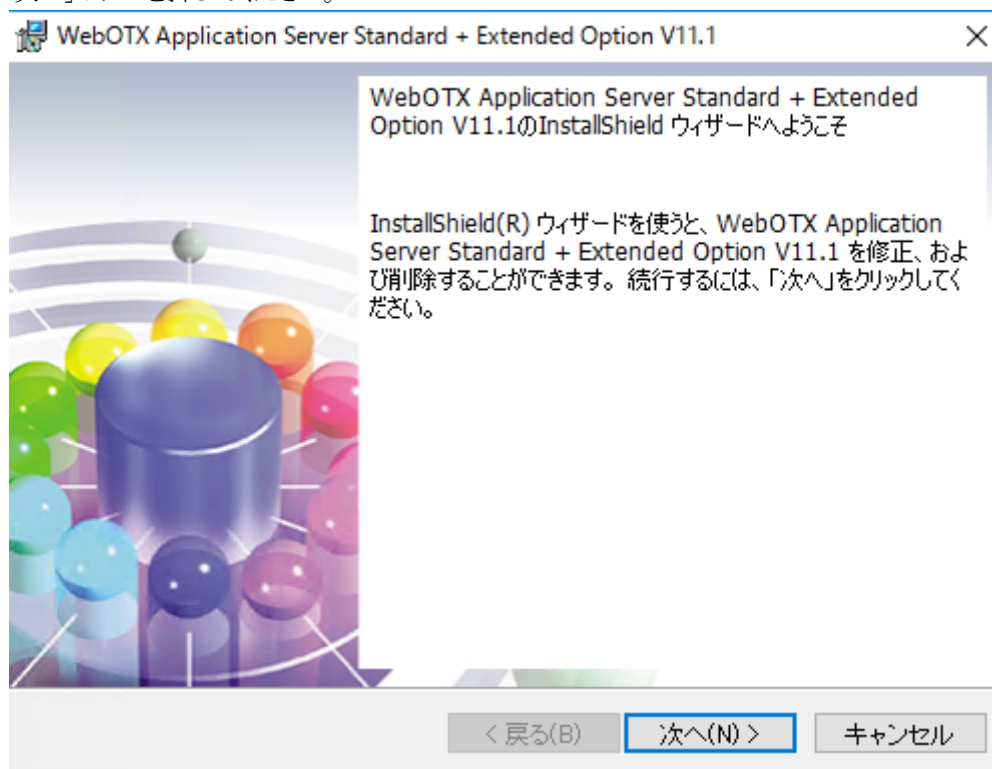 WebOTX Application Server Standard + Extended Option V11.1
WebOTX Application Server Standard + Extended
Option V11.1のInstallShield ウィザードへようこそ
InstallShield(R) ウィザードを使うと、WebOTX Application
Server Standard + Extended Option V11.1 を修正、およ
び削除することができます。続行するには、「次へ」をクリックしてく
ださい。
< 戻る(B)
次へ(N) >
キャンセル